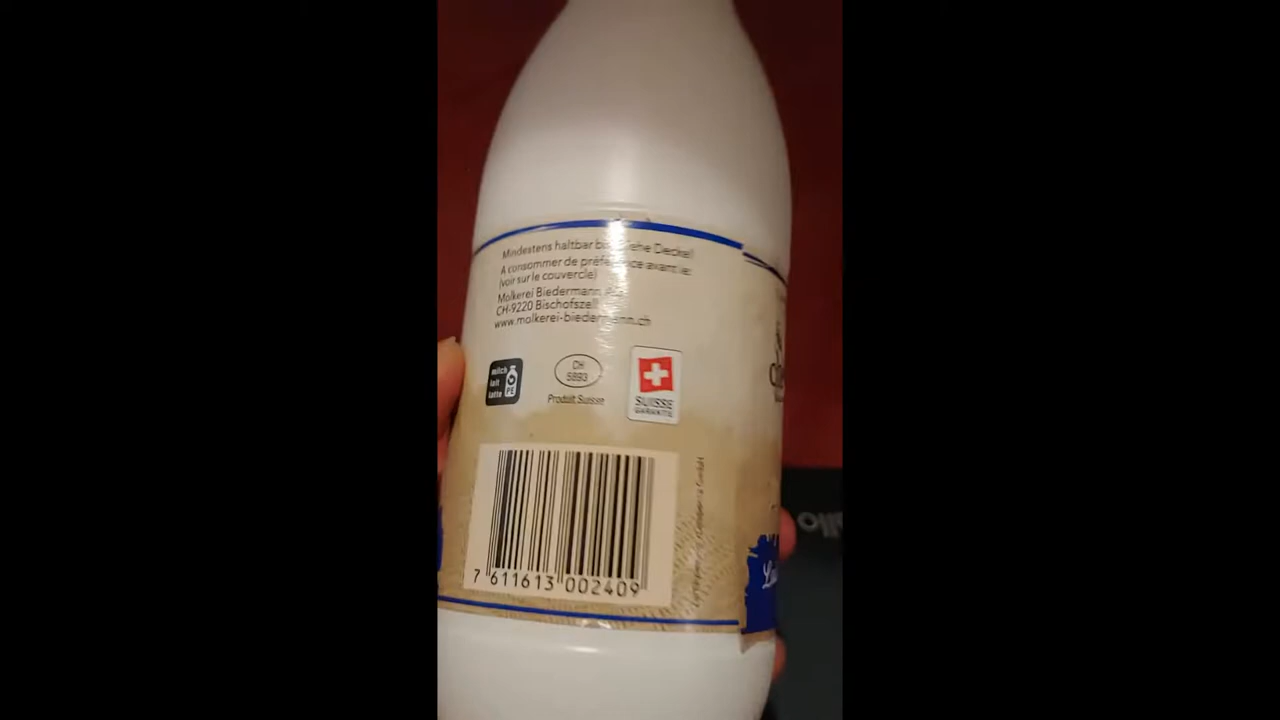 Mindestens haltbar bis: siehe Deckel
A consommer de préférence avant le:
(voir sur le couvercle)
Molkerei Biedermann AG
CH-9220 Bischofszell
www.molkerei-biedermann.ch
milch
lait
latte
PE
CH
5893
Produit Suisse
SUISSE
GARANTIE
7 611613 002409